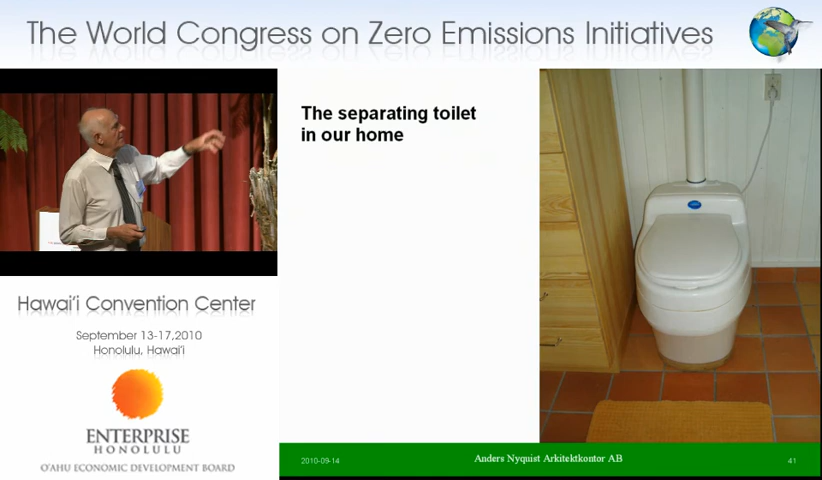 The World Congress on Zero Emissions Initiatives
The separating toilet
in our home
Hawai'i Convention Center
September 13-17,2010
Honolulu, Hawai'i
ENTERPRISE
HONOLULU
O'AHU ECONOMIC DEVELOPMENT BOARD
2010-09-14
Anders Nyquist Arkitektkontor AB
41